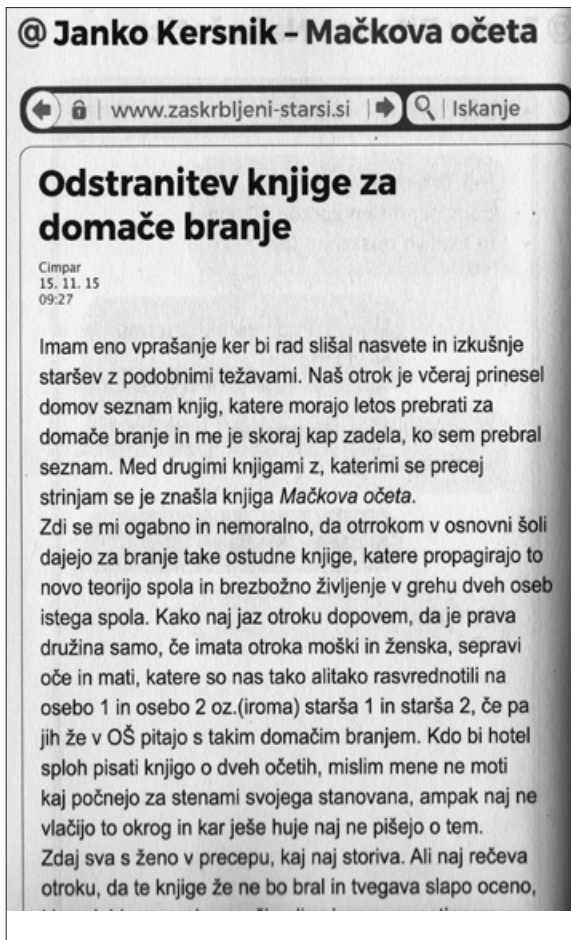 @ Janko Kersnik – Mačkova očeta
www.zaskrbljeni-starsi.si | Iskanje
Odstranitev knjige za
domače branje
Cimpar
15. 11. 15
09:27
Imam eno vprašanje ker bi rad slišal nasvete in izkušnje
staršev z podobnimi težavami. Naš otrok je včeraj prinesel
domov seznam knjig, katere morajo letos prebrati za
domače branje in me je skoraj kap zadela, ko sem prebral
seznam. Med drugimi knjigami z, katerimi se precej
strinjam se je znašla knjiga Mačkova očeta.
Zdi se mi ogabno in nemoralno, da otrrokom v osnovni šoli
dajejo za branje take ostudne knjige, katere propagirajo to
novo teorijo spola in brezbožno življenje v grehu dveh oseb
istega spola. Kako naj jaz otroku dopovem, da je prava
družina samo, če imata otroka moški in ženska, sepravi
oče in mati, katere so nas tako alitako rasvrednotili na
osebo 1 in osebo 2 oz.(iroma) starša 1 in starša 2, če pa
jih že v OŠ pitajo s takim domačim branjem. Kdo bi hotel
sploh pisati knjigo o dveh očetih, mislim mene ne moti
kaj počnejo za stenami svojega stanovana, ampak naj ne
vlačijo to okrog in kar ješe huje naj ne pišejo o tem.
Zdaj sva s ženo v precepu, kaj naj storiva. Ali naj rečeva
otroku, da te knjige že ne bo bral in tvegava slapo oceno,